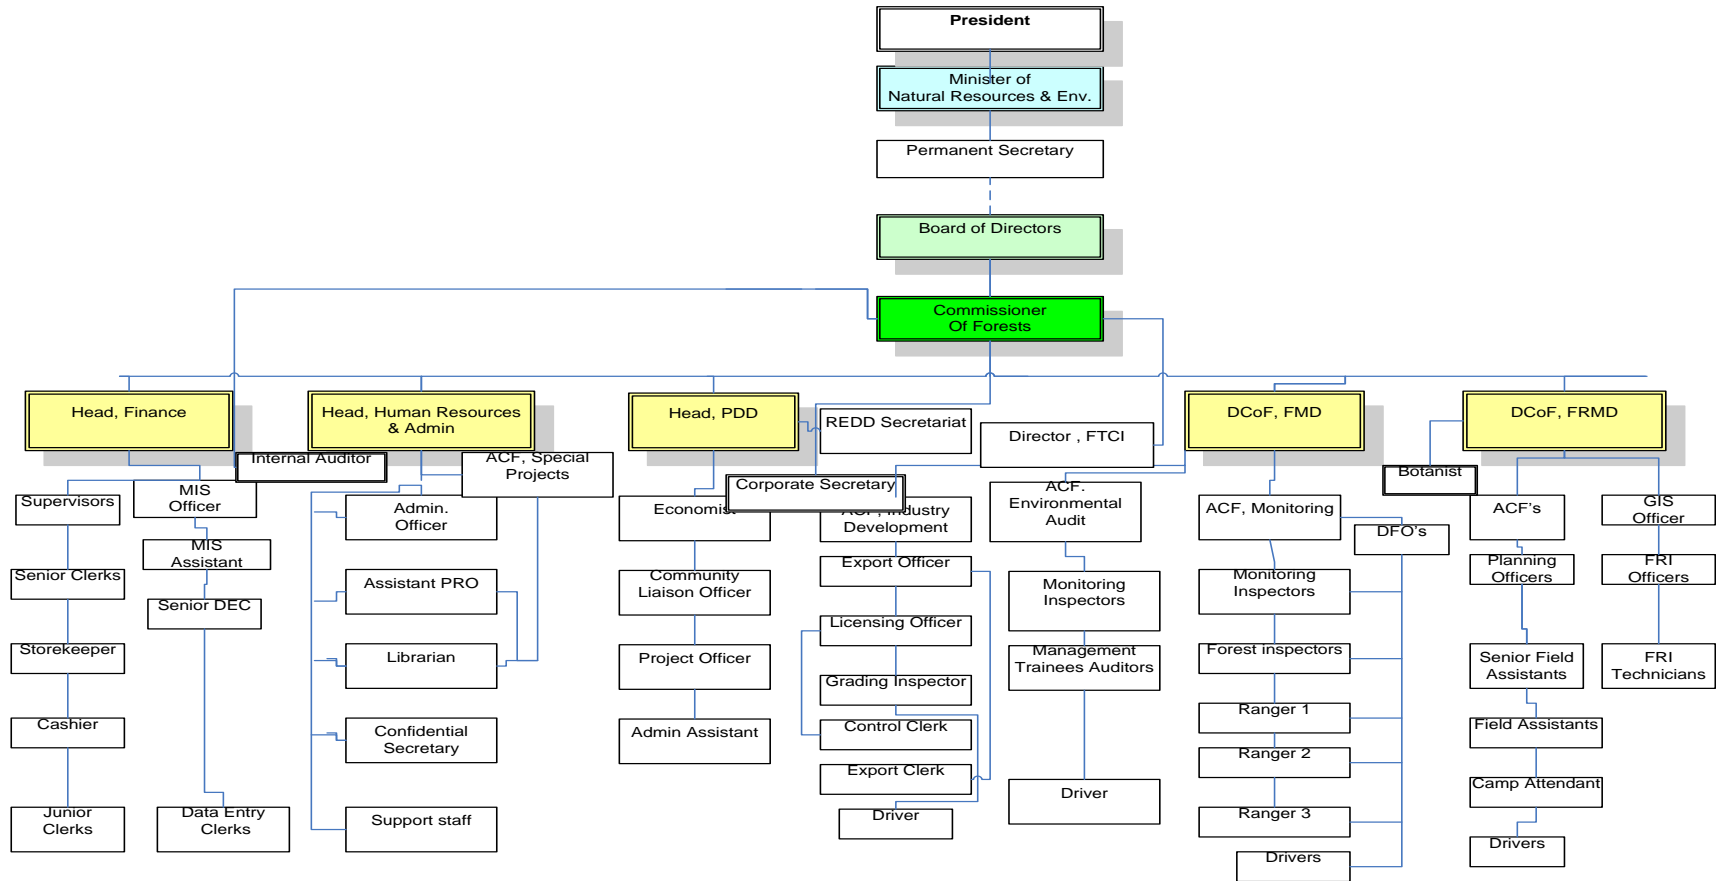 President
Minister of
Natural Resources & Env.
Permanent Secretary
Board of Directors
Commissioner
Of Forests
Head, Finance
Head, Human Resources
& Admin
Head, PDD
REDD Secretariat
Director , FTCI
DCoF, FMD
DCoF, FRMD
Internal Auditor
ACF, Special
Projects
Corporate Secretary
Botanist
Supervisors
MIS
Officer
Admin.
Officer
Economist
ACF, Industry
Development
ACF.
Environmental
Audit
ACF, Monitoring
DFO's
ACF's
GIS
Officer
MIS
Assistant
Senior Clerks
Assistant PRO
Community
Liaison Officer
Export Officer
Monitoring
Inspectors
Monitoring
Inspectors
Planning
Officers
FRI
Officers
Senior DEC
Storekeeper
Librarian
Project Officer
Licensing Officer
Grading Inspector
Management
Trainees Auditors
Forest inspectors
Senior Field
Assistants
FRI
Technicians
Cashier
Confidential
Secretary
Admin Assistant
Control Clerk
Ranger 1
Field Assistants
Export Clerk
Ranger 2
Camp Attendant
Junior
Clerks
Data Entry
Clerks
Support staff
Driver
Driver
Ranger 3
Drivers
Drivers